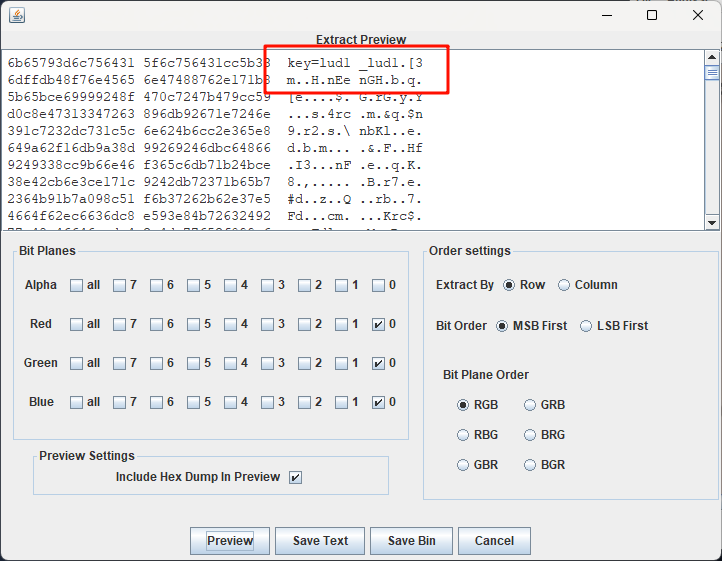 Extract Preview
6b65793d6c756431 5f6c756431cc5b33 key=lud1 _lud1.[3
6dffdb48f76e4565 6e47488762e171b3 m..H.nEe nGH.b.q.
5b65bce69999248f 470c7247b479cc59 [e....$. G.rG.y.Y
d0c8e47313347263 896db92671e7246e ...s.4rc .m.&q.$n
391c7232dc731c5c 6e624b6cc2e365e8 9.r2.s.\ nbKl..e.
649a62f16db9a38d 99269246dbc64866 d.b.m... .&.F..Hf
9249338cc9b66e46 f365c6db71b24bce .I3...nF .e..q.K.
38e42cb6e3ce171c 9242db72371b65b7 8.,..... .B.r7.e.
2364b91b7a098c51 f6b37262b62e37e5 #d..z..Q ..rb..7.
4664f62ec6636dc8 e593e84b72632492 Fd...cm. ...Krc$.
Bit Planes
Alpha all 7 6 5 4 3 2 1 0
Red all 7 6 5 4 3 2 1 0
Green all 7 6 5 4 3 2 1 0
Blue all 7 6 5 4 3 2 1 0
Preview Settings
Include Hex Dump In Preview
Order settings
Extract By Row Column
Bit Order MSB First LSB First
Bit Plane Order
RGB GRB
RBG BRG
GBR BGR
Preview Save Text Save Bin Cancel